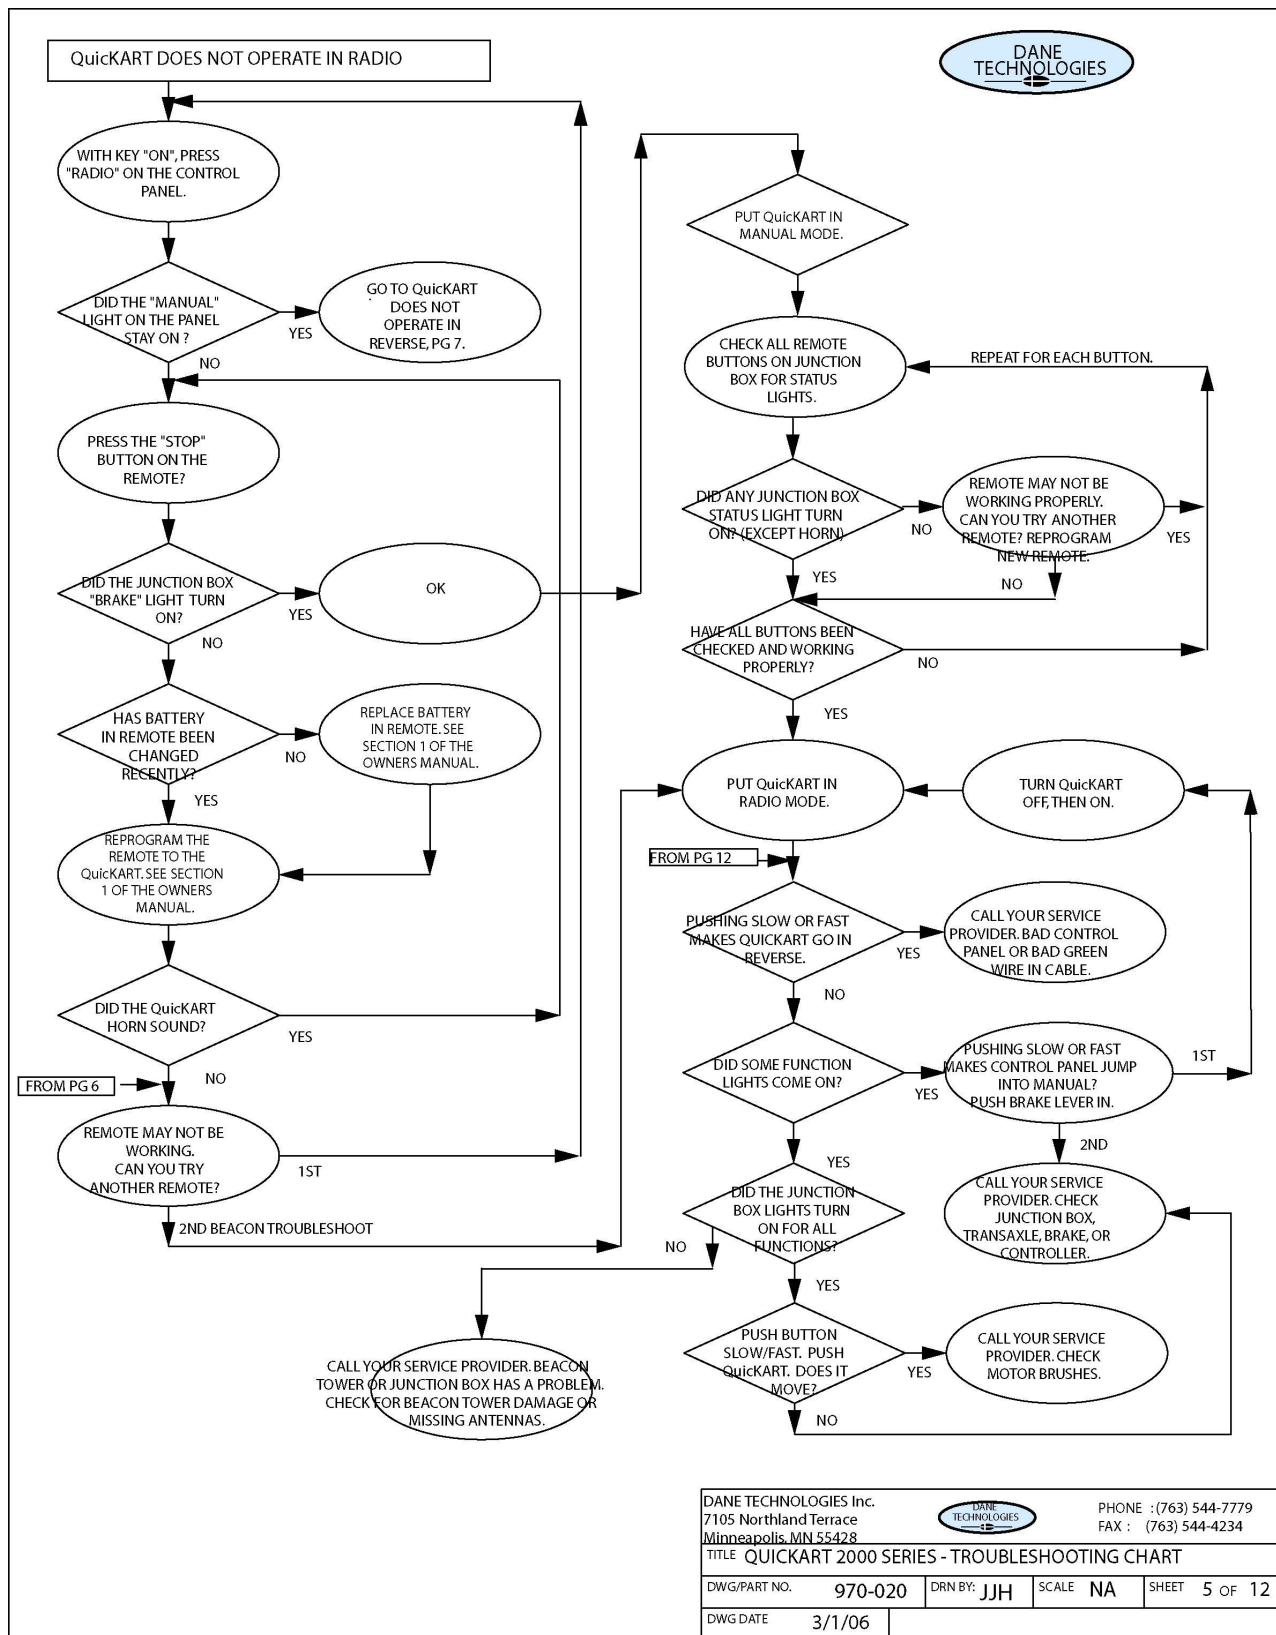 QuicKART DOES NOT OPERATE IN RADIO
DANE
TECHNOLOGIES
WITH KEY "ON", PRESS
"RADIO" ON THE CONTROL
PANEL.
DID THE "MANUAL"
LIGHT ON THE PANEL
STAY ON ?
YES
GO TO QuicKART
DOES NOT
OPERATE IN
REVERSE, PG 7.
NO
PRESS THE "STOP"
BUTTON ON THE
REMOTE?
DID THE JUNCTION BOX
"BRAKE" LIGHT TURN
ON?
YES
OK
NO
HAS BATTERY
IN REMOTE BEEN
CHANGED
RECENTLY?
NO
REPLACE BATTERY
IN REMOTE. SEE
SECTION 1 OF THE
OWNERS MANUAL.
YES
REPROGRAM THE
REMOTE TO THE
QuicKART. SEE SECTION
1 OF THE OWNERS
MANUAL.
DID THE QuicKART
HORN SOUND?
YES
NO
FROM PG 6
REMOTE MAY NOT BE
WORKING.
CAN YOU TRY
ANOTHER REMOTE?
1ST
2ND BEACON TROUBLESHOOT
PUT QuicKART IN
MANUAL MODE.
CHECK ALL REMOTE
BUTTONS ON JUNCTION
BOX FOR STATUS
LIGHTS.
REPEAT FOR EACH BUTTON.
DID ANY JUNCTION BOX
STATUS LIGHT TURN
ON? (EXCEPT HORN)
NO
REMOTE MAY NOT BE
WORKING PROPERLY.
CAN YOU TRY ANOTHER
REMOTE? REPROGRAM
NEW REMOTE.
YES
YES
NO
HAVE ALL BUTTONS BEEN
CHECKED AND WORKING
PROPERLY?
NO
YES
PUT QuicKART IN
RADIO MODE.
TURN QuicKART
OFF, THEN ON.
FROM PG 12
PUSHING SLOW OR FAST
MAKES QUICKART GO IN
REVERSE.
YES
CALL YOUR SERVICE
PROVIDER. BAD CONTROL
PANEL OR BAD GREEN
WIRE IN CABLE.
NO
DID SOME FUNCTION
LIGHTS COME ON?
YES
PUSHING SLOW OR FAST
MAKES CONTROL PANEL JUMP
INTO MANUAL?
PUSH BRAKE LEVER IN.
1ST
2ND
YES
DID THE JUNCTION
BOX LIGHTS TURN
ON FOR ALL
FUNCTIONS?
NO
CALL YOUR SERVICE
PROVIDER. CHECK
JUNCTION BOX,
TRANSAXLE, BRAKE, OR
CONTROLLER.
YES
PUSH BUTTON
SLOW/FAST. PUSH
QuicKART. DOES IT
MOVE?
YES
CALL YOUR SERVICE
PROVIDER. CHECK
MOTOR BRUSHES.
NO
CALL YOUR SERVICE PROVIDER. BEACON
TOWER OR JUNCTION BOX HAS A PROBLEM.
CHECK FOR BEACON TOWER DAMAGE OR
MISSING ANTENNAS.
DANE TECHNOLOGIES Inc.
7105 Northland Terrace
Minneapolis, MN 55428
DANE
TECHNOLOGIES
PHONE : (763) 544-7779
FAX : (763) 544-4234
TITLE QUICKART 2000 SERIES - TROUBLESHOOTING CHART
DWG/PART NO. 970-020 DRN BY: JJH SCALE NA SHEET 5 OF 12
DWG DATE 3/1/06